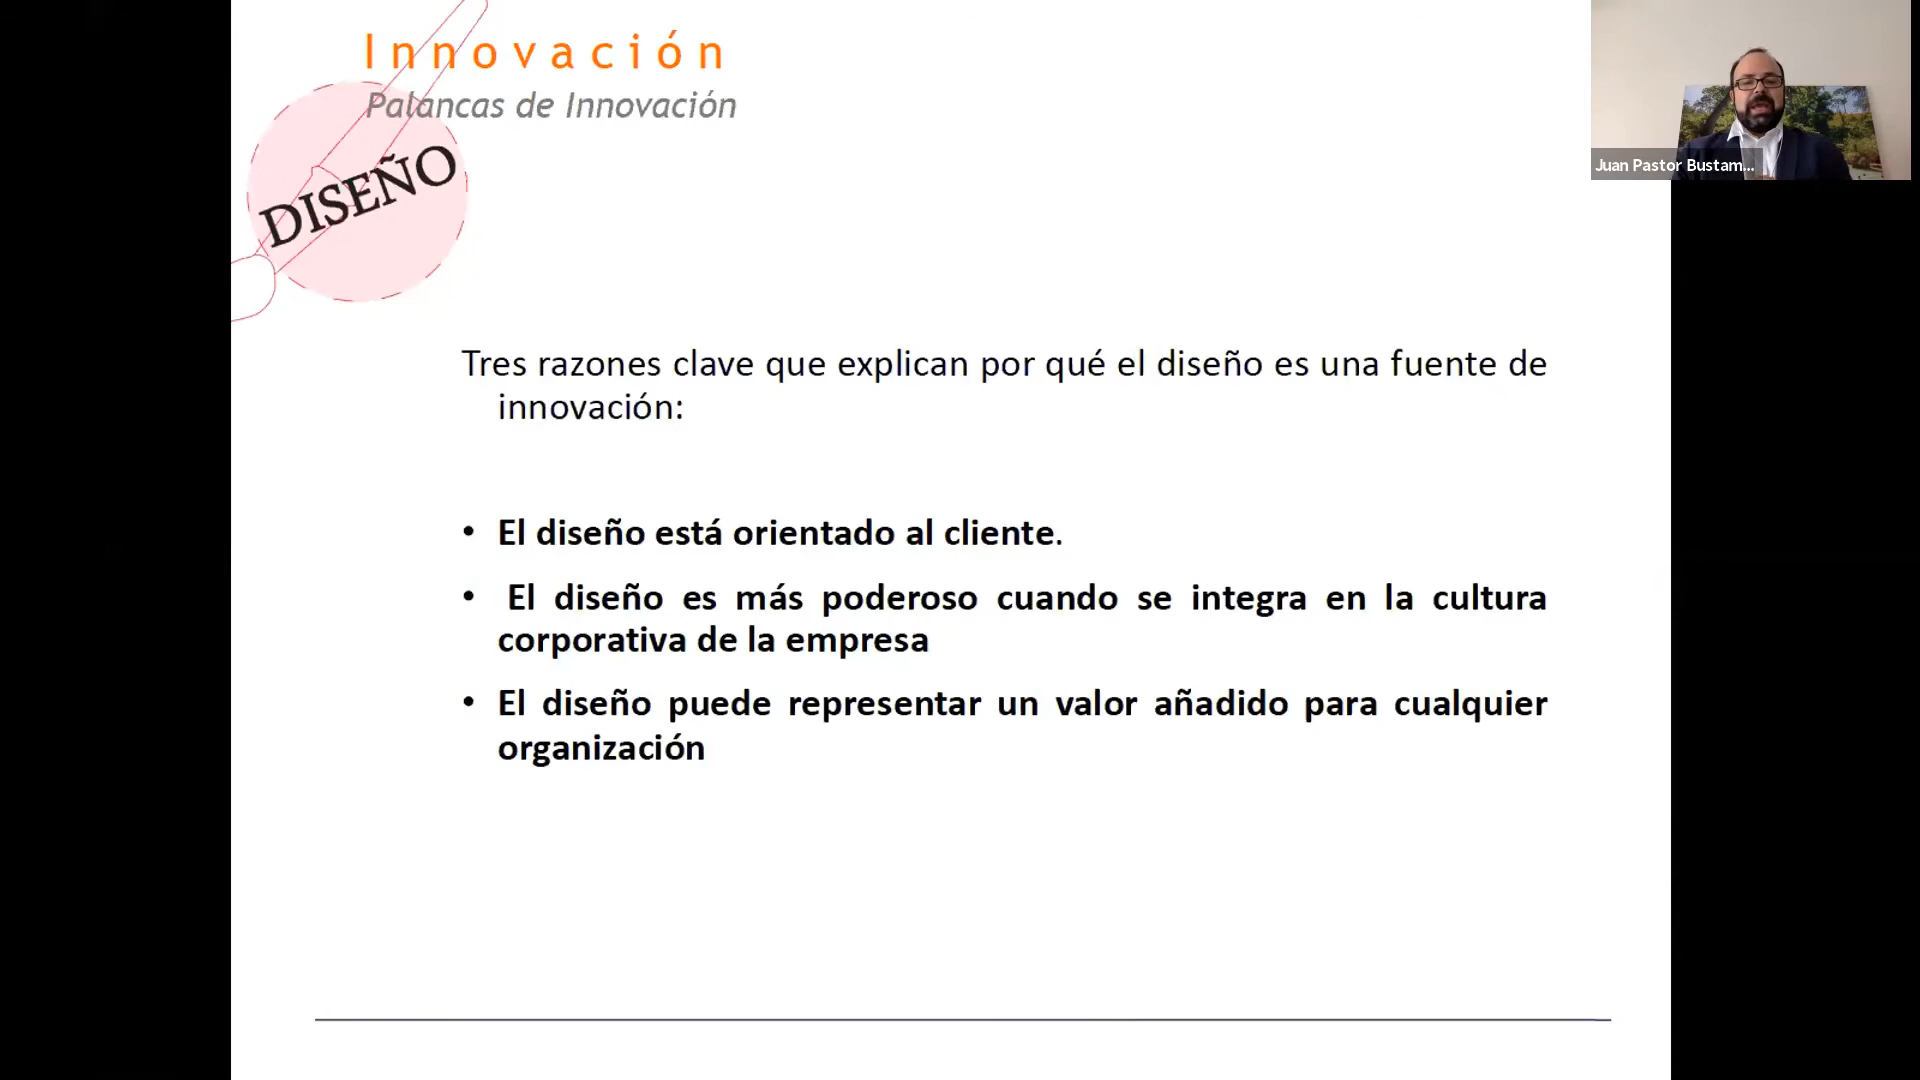 Innovación
Palancas de Innovación
DISEÑO
Juan Pastor Bustam...
Tres razones clave que explican por qué el diseño es una fuente de
innovación:
• El diseño está orientado al cliente.
• El diseño es más poderoso cuando se integra en la cultura
corporativa de la empresa
• El diseño puede representar un valor añadido para cualquier
organización